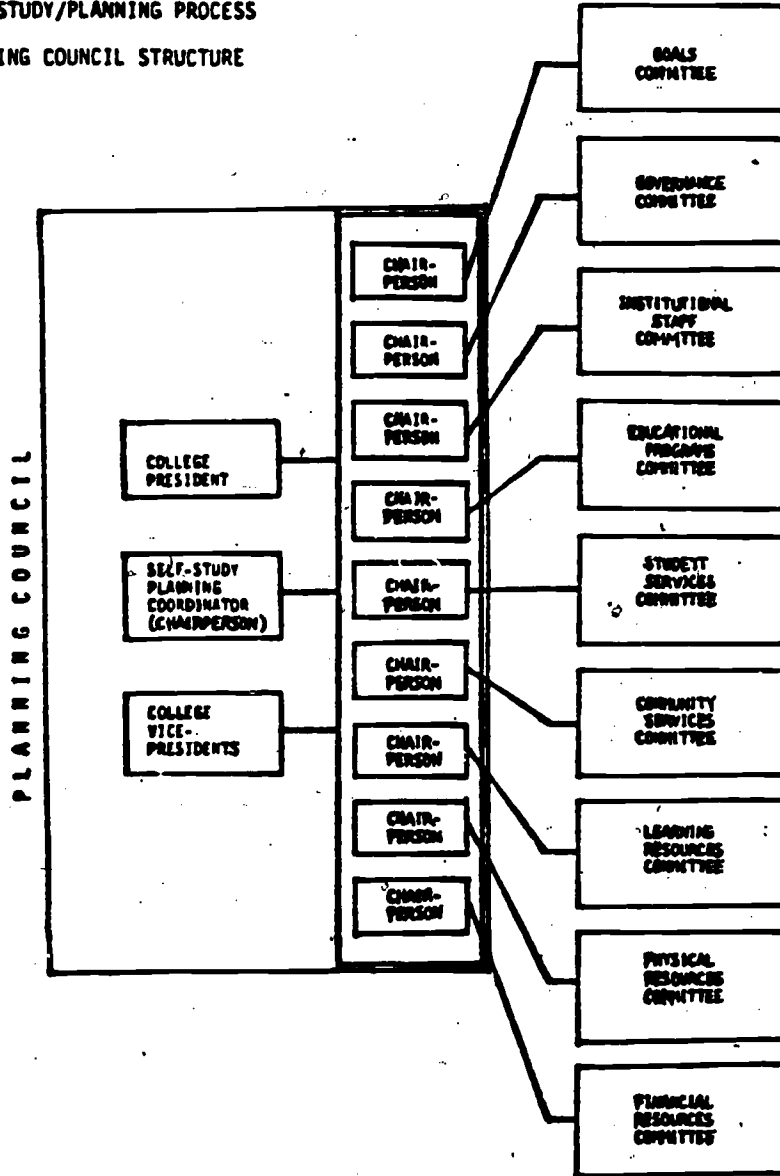 STUDY/PLANNING PROCESS
ING COUNCIL STRUCTURE
PLANNING COUNCIL
COLLEGE
PRESIDENT
SELF-STUDY
PLANNING
COORDINATOR
(CHAIRPERSON)
COLLEGE
VICE-
PRESIDENTS
CHAIR-
PERSON
CHAIR-
PERSON
CHAIR-
PERSON
CHAIR-
PERSON
CHAIR-
PERSON
CHAIR-
PERSON
CHAIR-
PERSON
CHAIR-
PERSON
CHAIR-
PERSON
GOALS
COMMITTEE
GOVERNANCE
COMMITTEE
INSTITUTIONAL
STAFF
COMMITTEE
EDUCATIONAL
PROGRAMS
COMMITTEE
STUDENT
SERVICES
COMMITTEE
COMMUNITY
SERVICES
COMMITTEE
LEARNING
RESOURCES
COMMITTEE
PHYSICAL
RESOURCES
COMMITTEE
FINANCIAL
RESOURCES
COMMITTEE